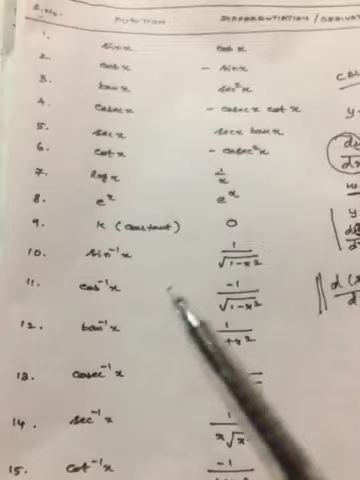 S.No. FUNCTION DIFFERENTIATION / DERIVAT
1. sin x cos x
2. cos x - sin x
3. tan x sec²x
4. cosec x - cosec x cot x
5. sec x sec x tan x
6. cot x - cosec²x
7. log x 1/x
8. eˣ eˣ
9. k (constant) 0
10. sin⁻¹x 1/√1-x²
11. cos⁻¹x -1/√1-x²
12. tan⁻¹x 1
13. cosec⁻¹x
14. sec⁻¹x 1/x√x
15. cot⁻¹x -1